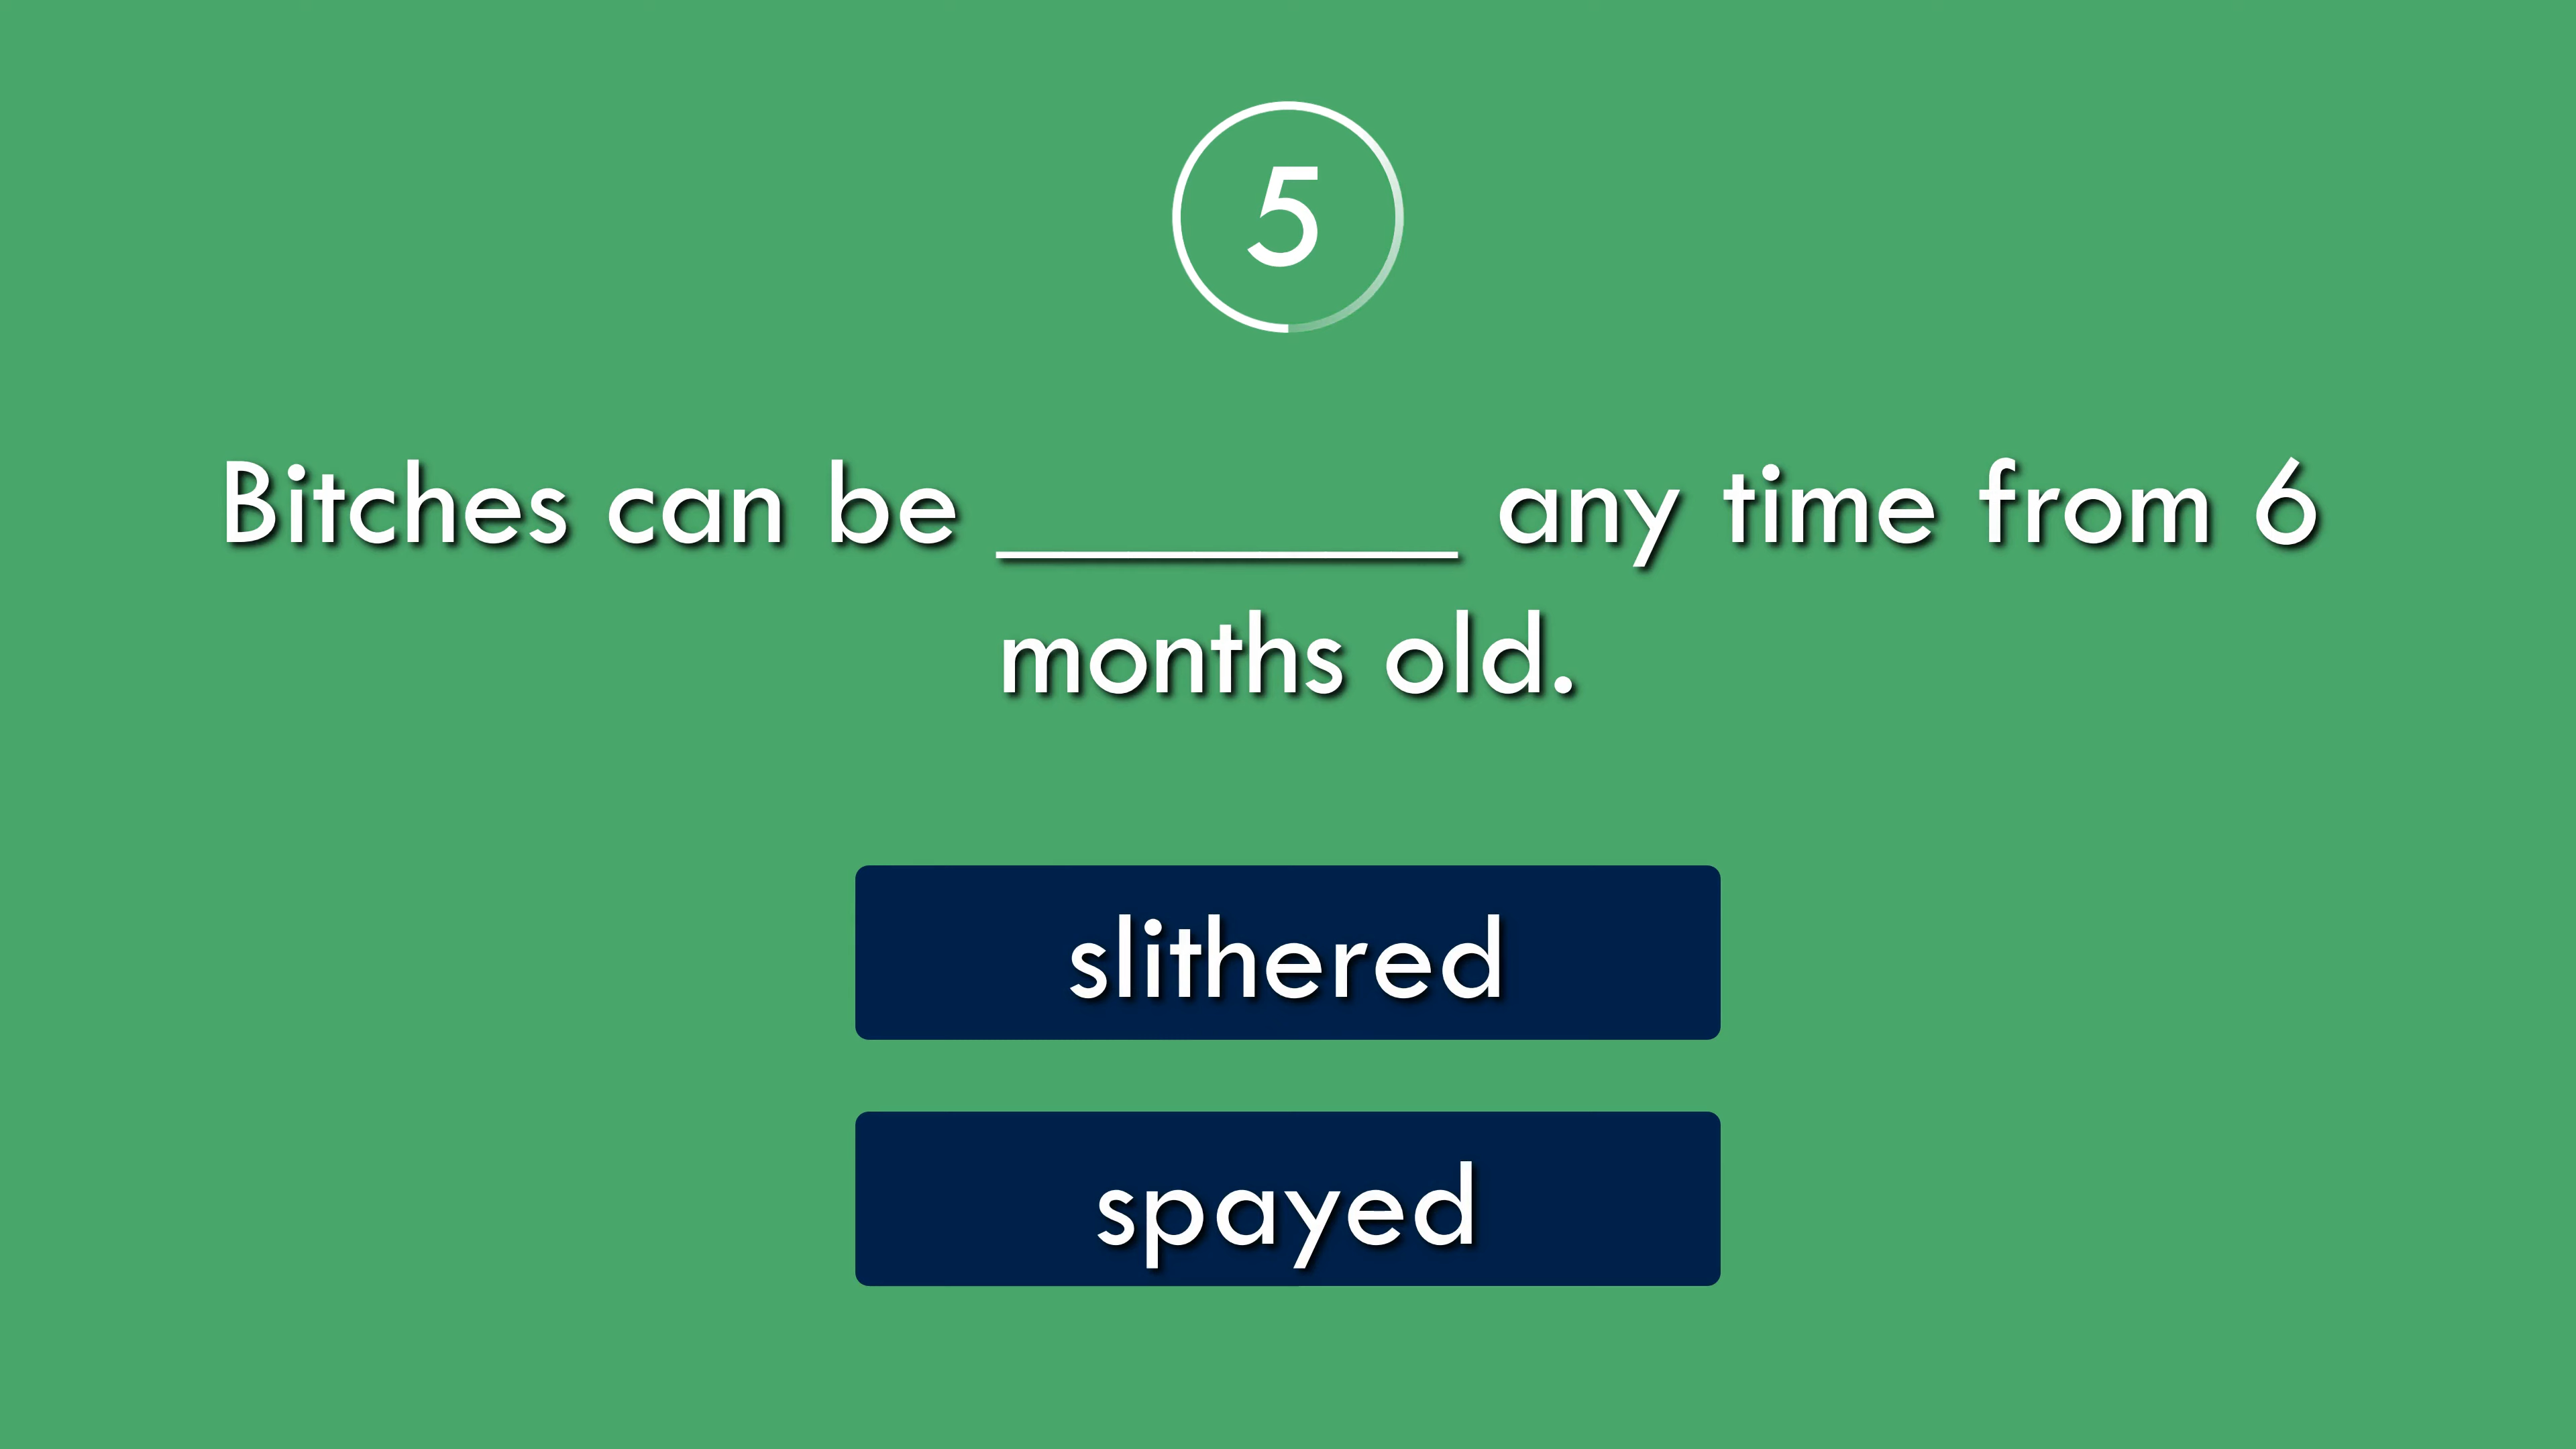 5
Bitches can be ________ any time from 6
months old.
slithered
spayed